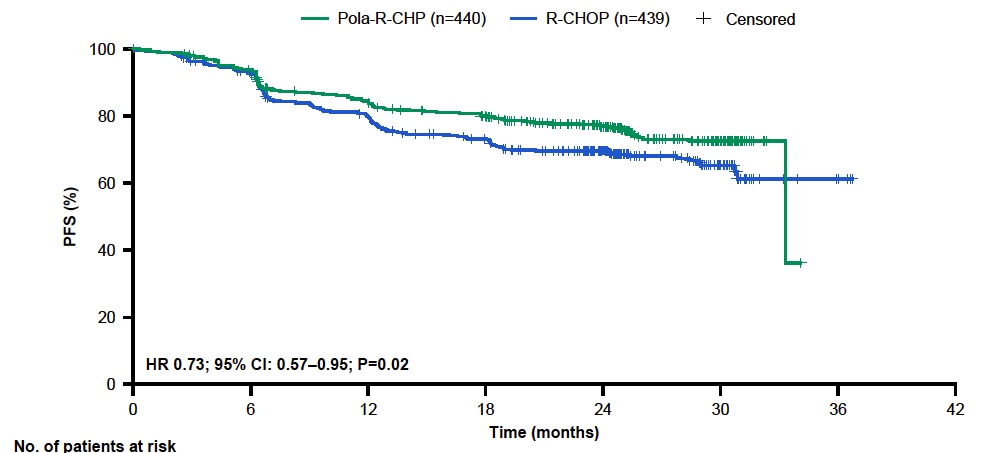 Pola-R-CHP (n=440) R-CHOP (n=439) Censored
100
80
60
40
20
0
PFS (%)
HR 0.73; 95% CI: 0.57–0.95; P=0.02
0 6 12 18 24 30 36 42
Time (months)
No. of patients at risk